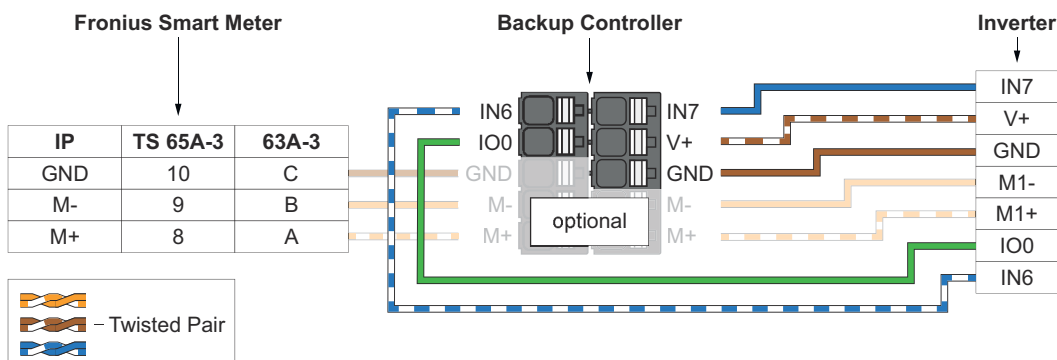 Fronius Smart Meter
Backup Controller
Inverter
IP TS 65A-3 63A-3
GND 10 C
M- 9 B
M+ 8 A
IN6
IO0
GND
M-
M+
optional
IN7
V+
GND
M-
M+
IN7
V+
GND
M1-
M1+
IO0
IN6
Twisted Pair